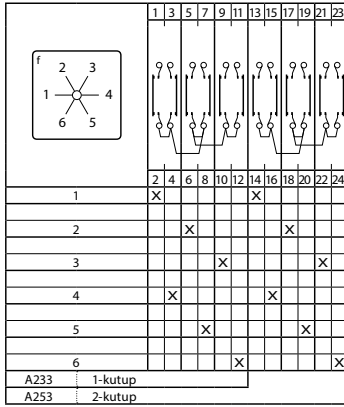 1 3 5 7 9 11 13 15 17 19 21 23
f
2 3
1 4
6 5
2 4 6 8 10 12 14 16 18 20 22 24
1 X X
2 X X
3 X X
4 X X
5 X X
6 X X
A233 1-kutup
A253 2-kutup